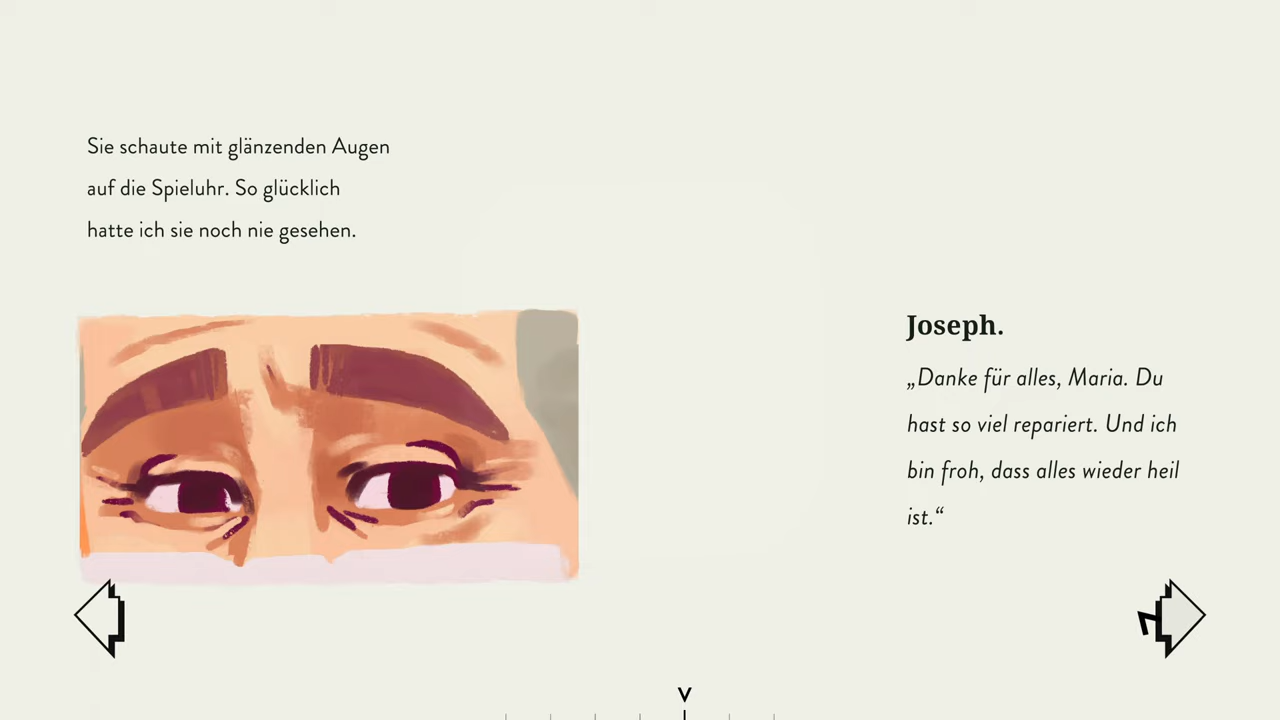 Sie schaute mit glänzenden Augen
auf die Spieluhr. So glücklich
hatte ich sie noch nie gesehen.
Joseph.
„Danke für alles, Maria. Du
hast so viel repariert. Und ich
bin froh, dass alles wieder heil
ist.“
V